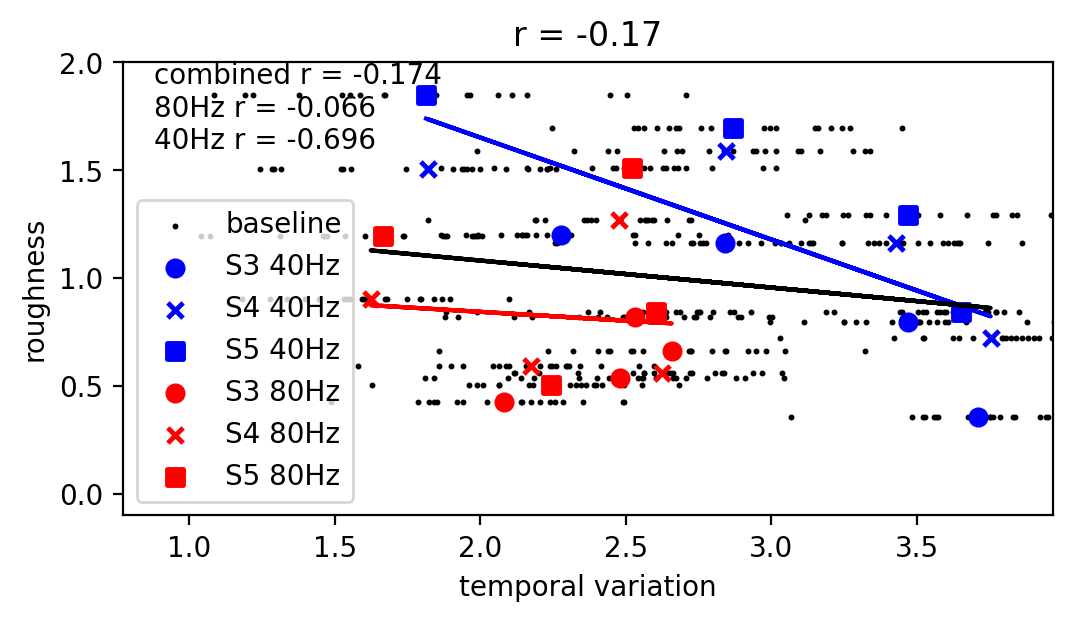 r = -0.17
combined r = -0.174
80Hz r = -0.066
40Hz r = -0.696
baseline
S3 40Hz
S4 40Hz
S5 40Hz
S3 80Hz
S4 80Hz
S5 80Hz
roughness
2.0
1.5
1.0
0.5
0.0
1.0 1.5 2.0 2.5 3.0 3.5
temporal variation